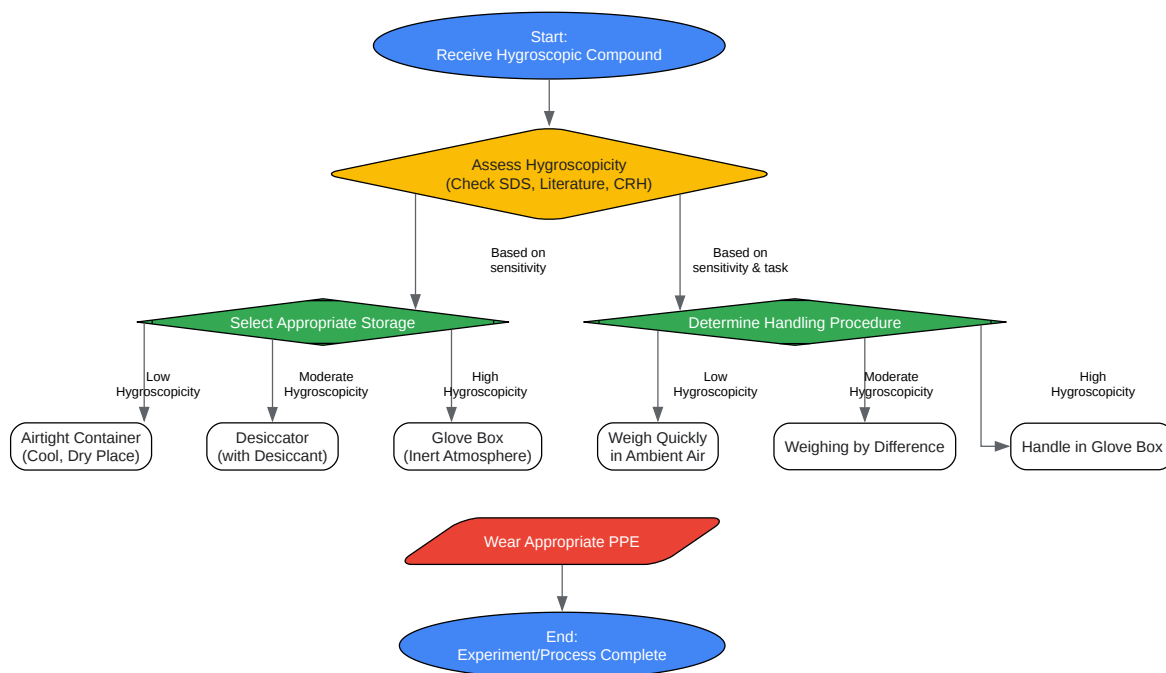 Start:
Receive Hygroscopic Compound
Assess Hygroscopicity
(Check SDS, Literature, CRH)
Based on
sensitivity
Based on
sensitivity & task
Select Appropriate Storage
Determine Handling Procedure
Low
Hygroscopicity
Moderate
Hygroscopicity
High
Hygroscopicity
Low
Hygroscopicity
Moderate
Hygroscopicity
High
Hygroscopicity
Airtight Container
(Cool, Dry Place)
Desiccator
(with Desiccant)
Glove Box
(Inert Atmosphere)
Weigh Quickly
in Ambient Air
Weighing by Difference
Handle in Glove Box
Wear Appropriate PPE
End:
Experiment/Process Complete